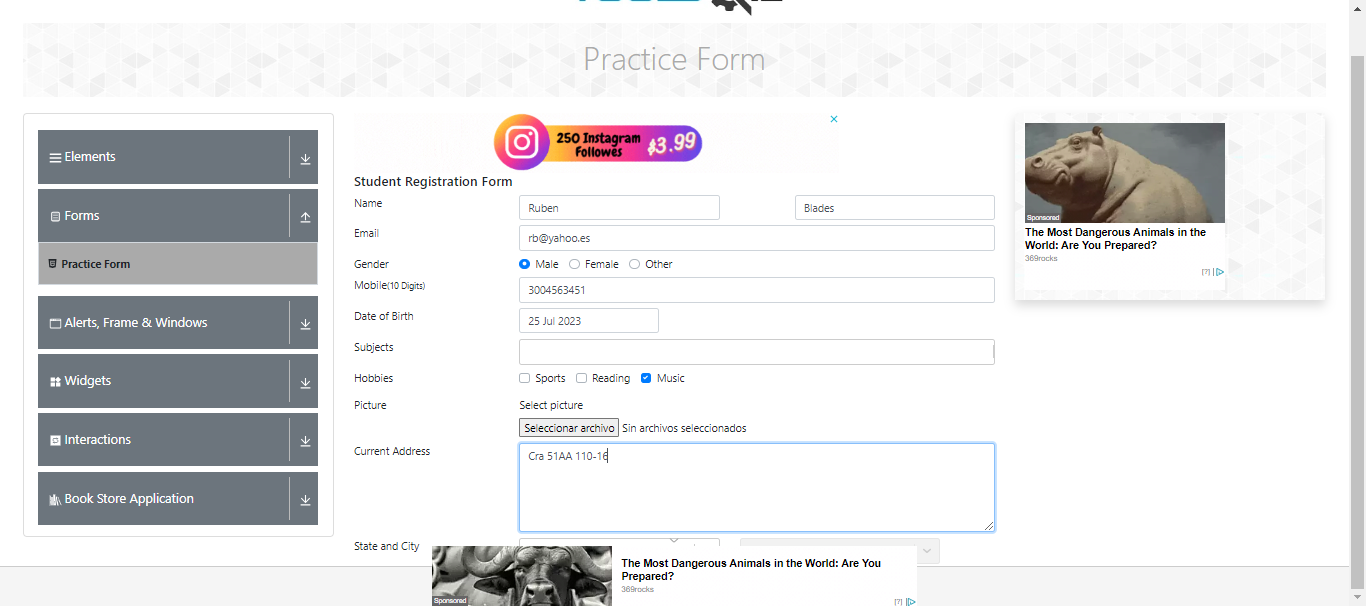 Practice Form
Elements
Forms
Practice Form
Alerts, Frame & Windows
Widgets
Interactions
Book Store Application
250 Instagram
Followes
$3.99
Student Registration Form
Name
Ruben
Blades
Email
rb@yahoo.es
Gender
Male
Female
Other
Mobile(10 Digits)
3004563451
Date of Birth
25 Jul 2023
Subjects
Hobbies
Sports
Reading
Music
Picture
Select picture
Seleccionar archivo Sin archivos seleccionados
Current Address
Cra 51AA 110-16
State and City
Sponsored
The Most Dangerous Animals in the
World: Are You Prepared?
369rocks
[?]
Sponsored
The Most Dangerous Animals in the World: Are You
Prepared?
369rocks
[?]